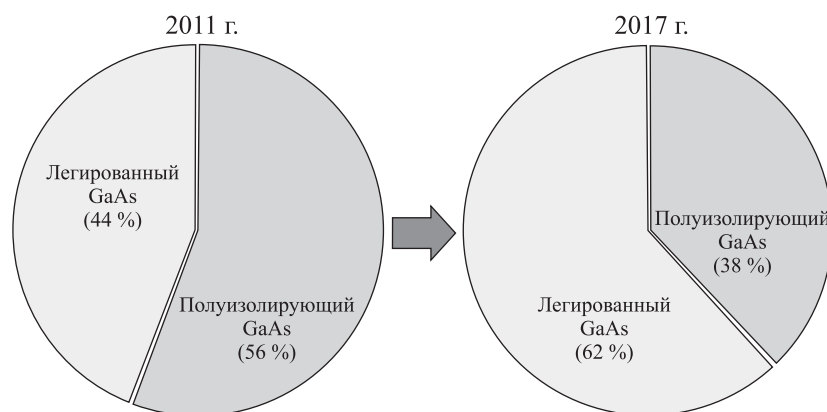 2011 г.
Легированный
GaAs
(44 %)
Полуизолирующий
GaAs
(56 %)
2017 г.
Полуизолирующий
GaAs
(38 %)
Легированный
GaAs
(62 %)